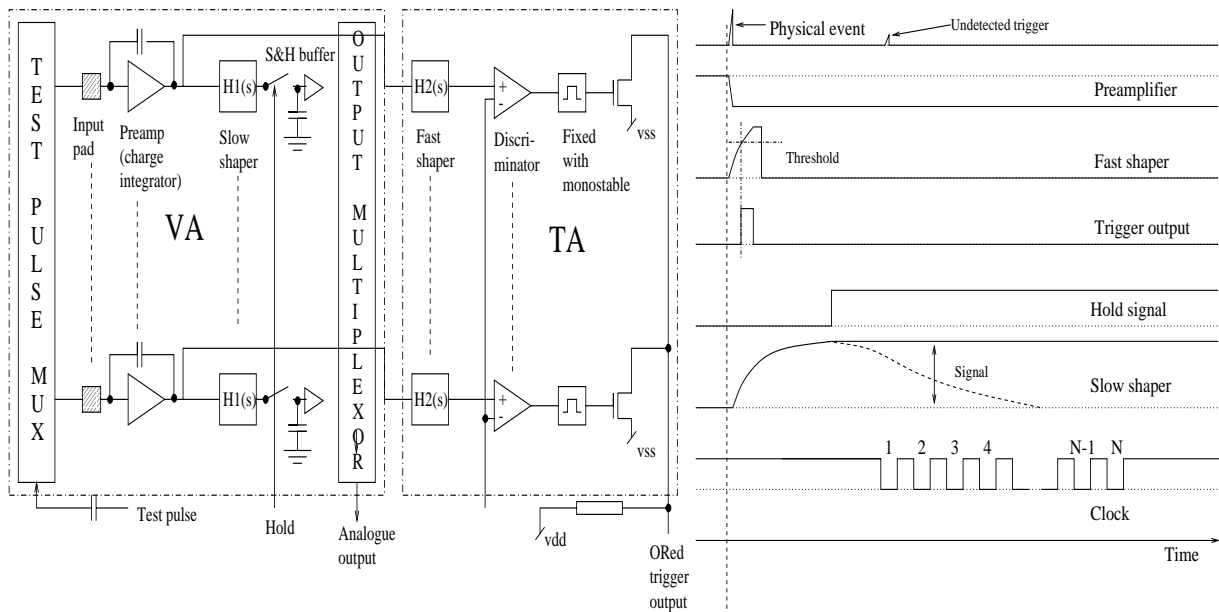 TEST PULSE MUX
Input
pad
Preamp
(charge
integrator)
H1(s)
Slow
shaper
S&H buffer
VA
OUTPUT MULTIPLEXOR
H2(s)
Fast
shaper
+
-
Discri-
minator
Fixed
with
monostable
vss
TA
H1(s)
H2(s)
+
-
vss
Test pulse
Hold
Analogue
output
vdd
ORed
trigger
output
Physical event
Undetected trigger
Preamplifier
Threshold
Fast shaper
Trigger output
Hold signal
Signal
Slow shaper
1 2 3 4 N-1 N
Clock
Time